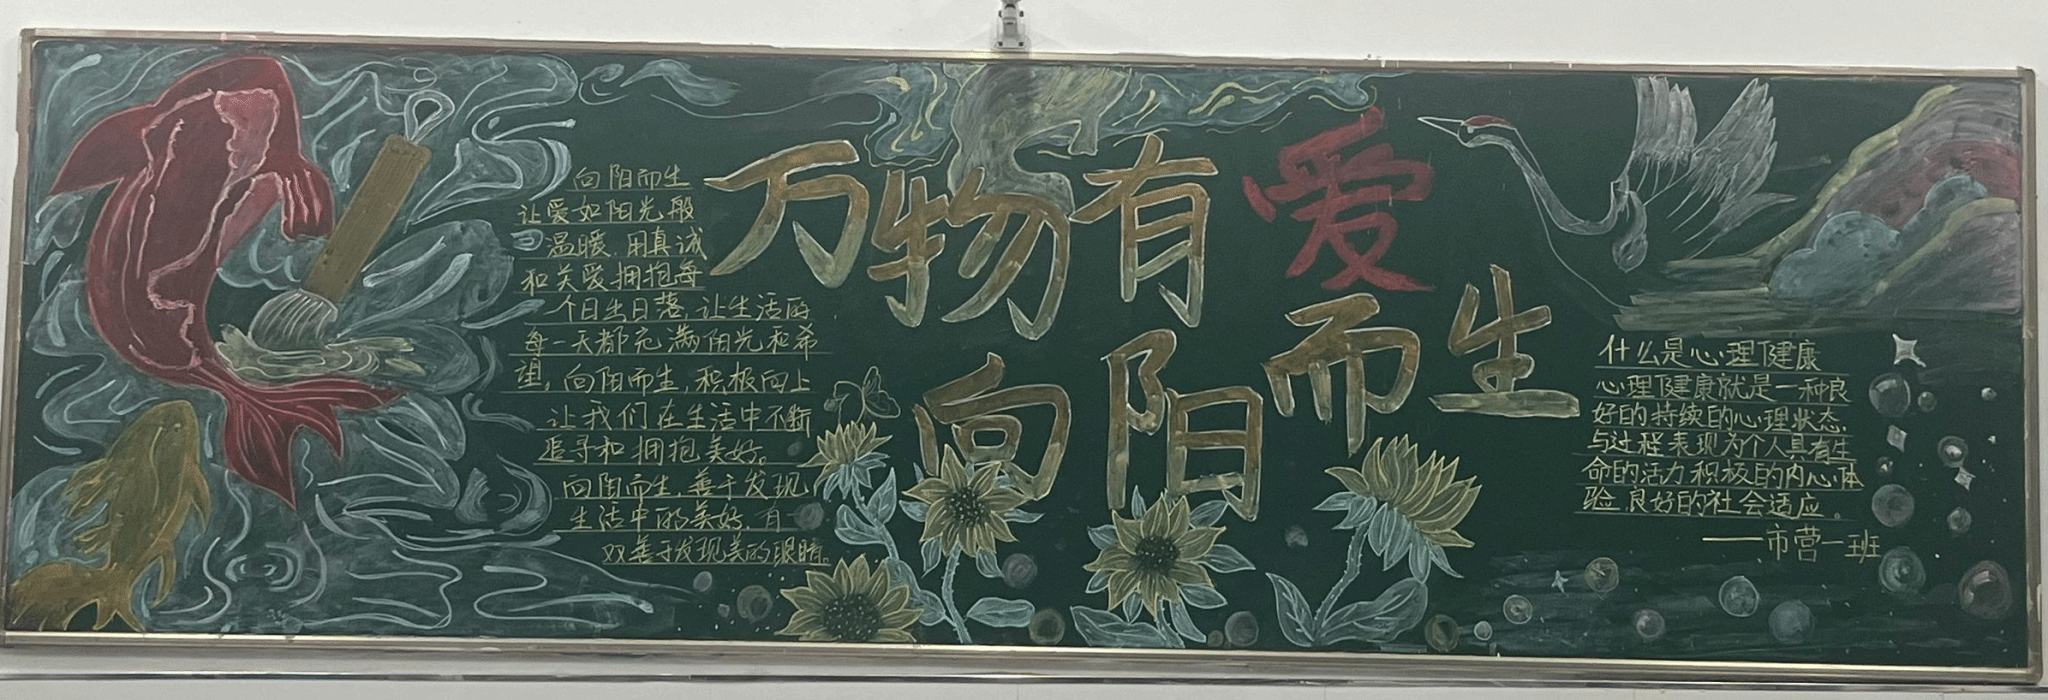 向阳而生
让爱如阳光般
温暖,用真诚
和关爱拥抱每
个日出日落,让生活的
每一天都充满阳光和希
望,向阳而生,积极向上
让我们在生活中不断
追寻和拥抱美好。
向阳而生,善于发现
生活中的美好,有一
双善于发现美的眼睛。
万物有爱
向阳而生
什么是心理健康
心理健康就是一种良
好的持续的心理状态
与过程表现为个人具有生
命的活力积极的内心体
验,良好的社会适应。
——市营一班